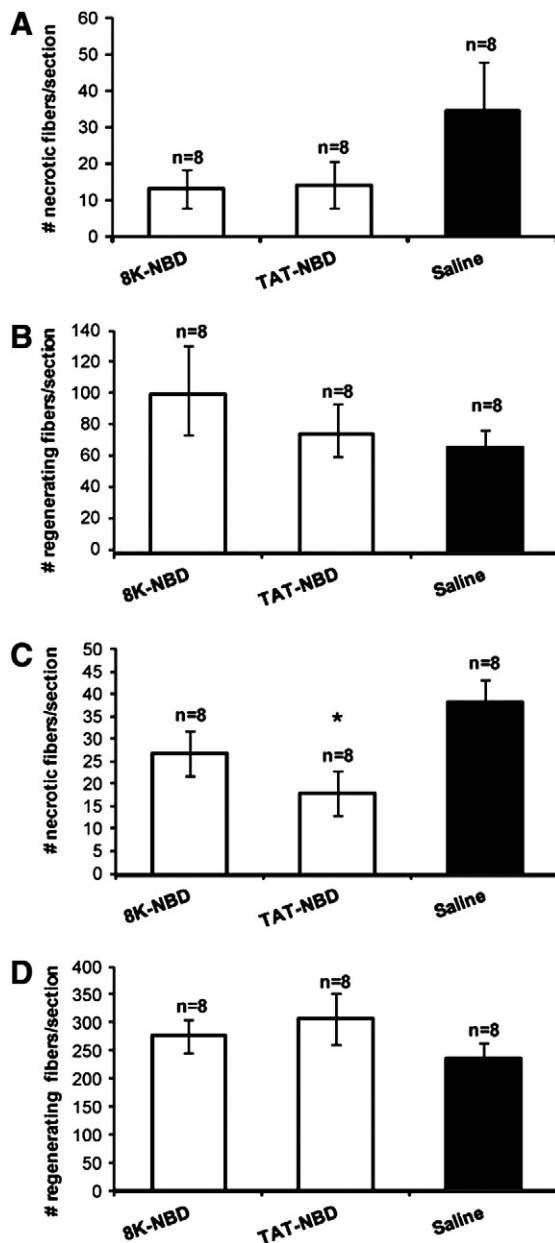 A
# necrotic fibers/section
60
50
40
30
20
10
0
n=8
n=8
n=8
8K-NBD
TAT-NBD
Saline
B
# regenerating fibers/section
140
120
100
80
60
40
20
0
n=8
n=8
n=8
8K-NBD
TAT-NBD
Saline
C
# necrotic fibers/section
50
45
40
35
30
25
20
15
10
5
0
n=8
*
n=8
n=8
8K-NBD
TAT-NBD
Saline
D
# regenerating fibers/section
400
350
300
250
200
150
100
50
0
n=8
n=8
n=8
8K-NBD
TAT-NBD
Saline